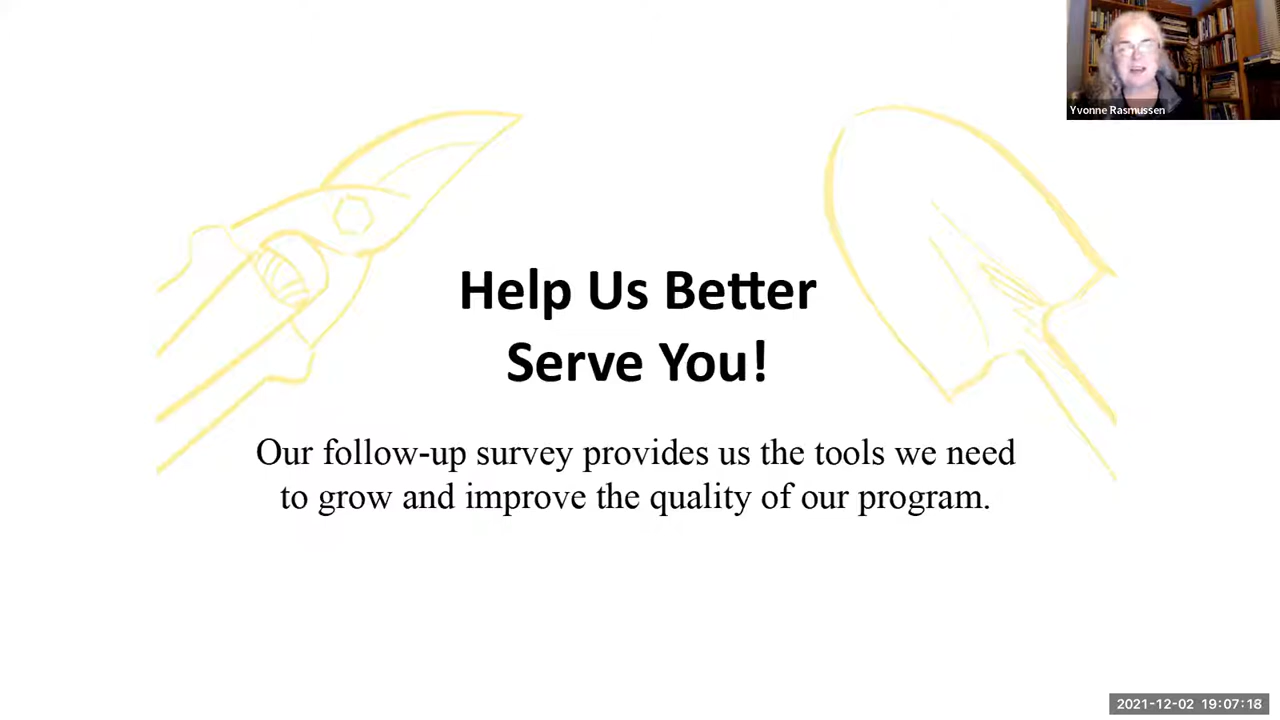 Yvonne Rasmussen
Help Us Better
Serve You!
Our follow-up survey provides us the tools we need
to grow and improve the quality of our program.
2021-12-02 19:07:18